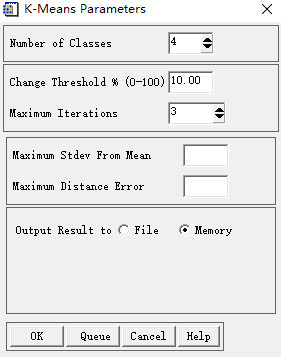 K-Means Parameters
Number of Classes 4
Change Threshold % (0-100) 10.00
Maximum Iterations 3
Maximum Stdev From Mean
Maximum Distance Error
Output Result to File Memory
OK Queue Cancel Help